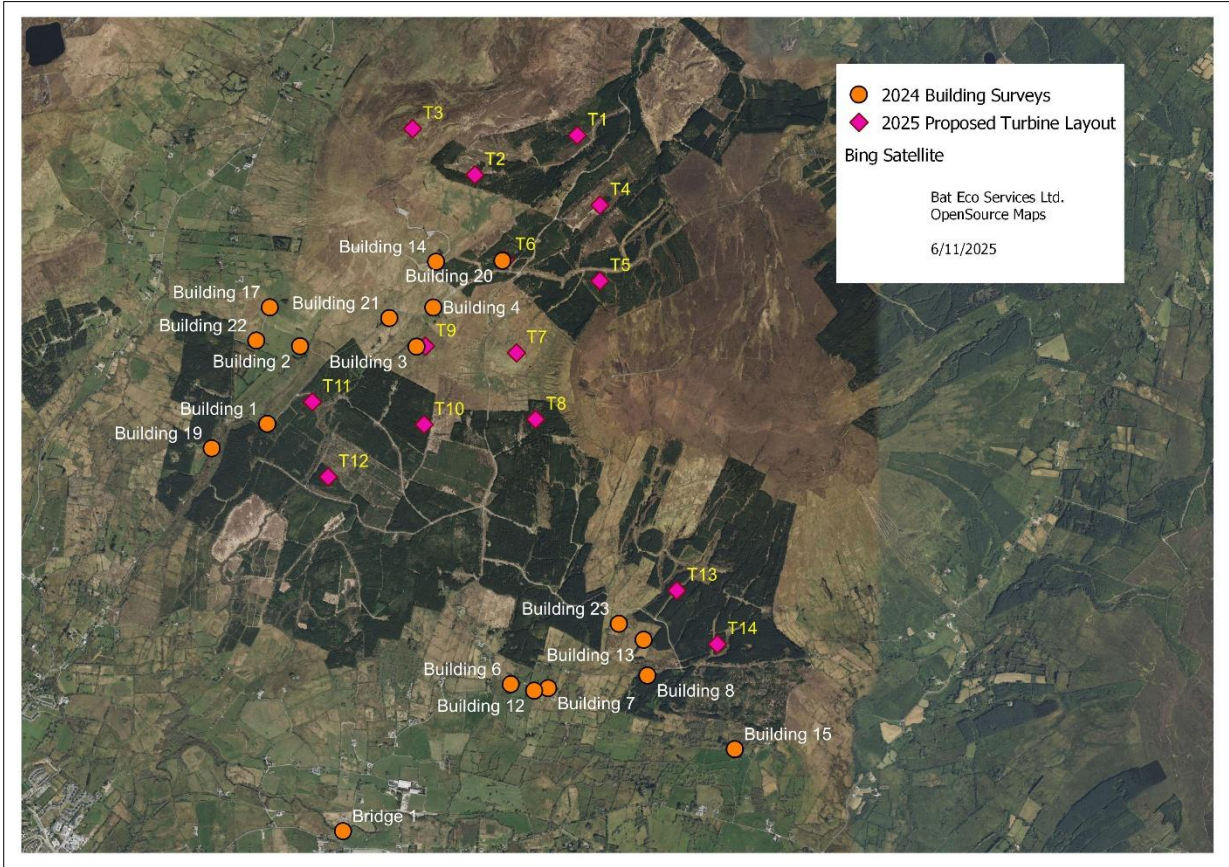 2024 Building Surveys
2025 Proposed Turbine Layout
Bing Satellite
Bat Eco Services Ltd.
OpenSource Maps
6/11/2025
T3
T1
T2
T4
T6
Building 14
Building 20
T5
Building 17
Building 21
Building 4
Building 22
Building 2
Building 3
T9
T7
T11
Building 1
T10
T8
Building 19
T12
T13
Building 23
T14
Building 13
Building 6
Building 8
Building 12
Building 7
Building 15
Bridge 1